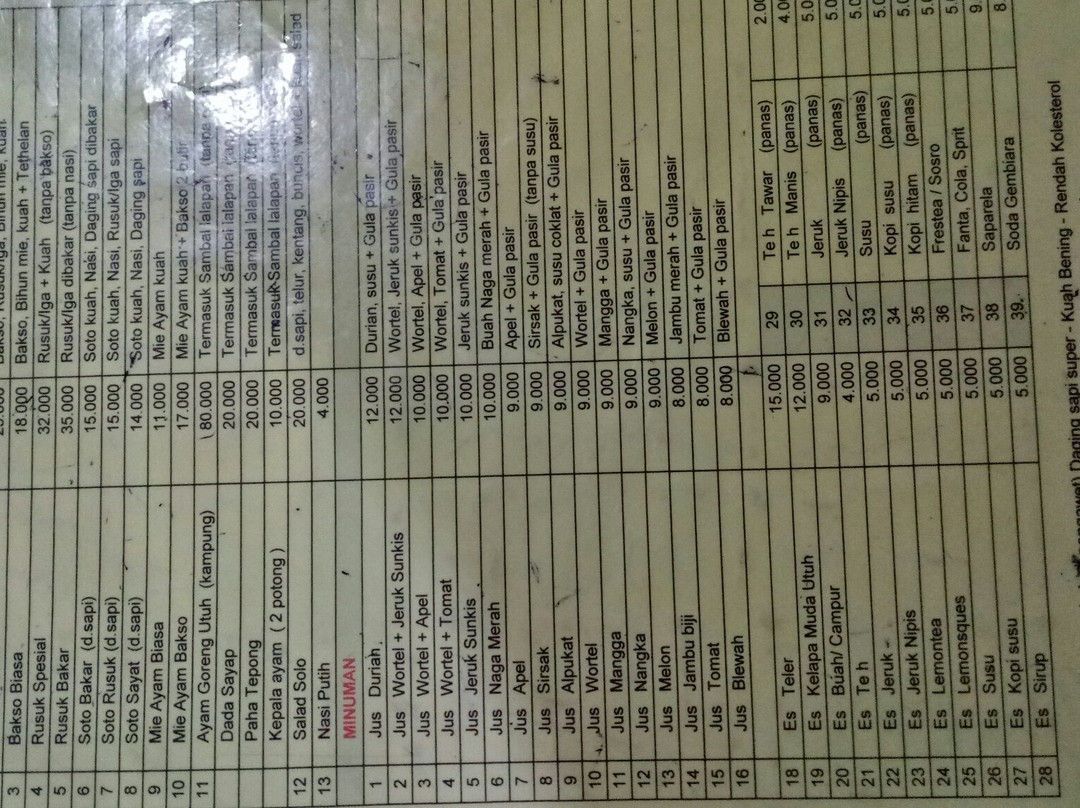 3 Bakso Biasa 18.000 Bakso, Bihun mie, kuah + Tethelan
4 Rusuk Spesial 32.000 Rusuk/Iga + Kuah (tanpa bakso)
5 Rusuk Bakar 35.000 Rusuk/Iga dibakar (tanpa nasi)
6 Soto Bakar (d.sapi) 15.000 Soto kuah, Nasi, Daging sapi dibakar
7 Soto Rusuk (d.sapi) 15.000 Soto kuah, Nasi, Rusuk/Iga sapi
8 Soto Sayat (d.sapi) 14.000 Soto kuah, Nasi, Daging sapi
9 Mie Ayam Biasa 11.000 Mie Ayam kuah
10 Mie Ayam Bakso 17.000 Mie Ayam kuah + Bakso 2 butir
11 Ayam Goreng Utuh (kampung) 80.000 Termasuk Sambal lalapan
Dada Sayap 20.000 Termasuk Sambal lalapan
Paha Tepong 20.000 Termasuk Sambal lalapan
Kepala ayam ( 2 potong ) 10.000 Termasuk Sambal lalapan
12 Salad Solo 20.000 d.sapi, telur, kentang, buncis, salad
13 Nasi Putih 4.000
MINUMAN
1 Jus Durian 12.000 Durian, susu + Gula pasir
2 Jus Wortel + Jeruk Sunkis 12.000 Wortel, Jeruk sunkis + Gula pasir
3 Jus Wortel + Apel 10.000 Wortel, Apel + Gula pasir
4 Jus Wortel + Tomat 10.000 Wortel, Tomat + Gula pasir
5 Jus Jeruk Sunkis 10.000 Jeruk sunkis + Gula pasir
6 Jus Naga Merah 10.000 Buah Naga merah + Gula pasir
7 Jus Apel 9.000 Apel + Gula pasir
8 Jus Sirsak 9.000 Sirsak + Gula pasir (tanpa susu)
9 Jus Alpukat 9.000 Alpukat, susu coklat + Gula pasir
10 Jus Wortel 9.000 Wortel + Gula pasir
11 Jus Mangga 9.000 Mangga + Gula pasir
12 Jus Nangka 9.000 Nangka, susu + Gula pasir
13 Jus Melon 9.000 Melon + Gula pasir
14 Jus Jambu biji 8.000 Jambu merah + Gula pasir
15 Jus Tomat 8.000 Tomat + Gula pasir
16 Jus Blewah 8.000 Blewah + Gula pasir
18 Es Teler 15.000 29 Teh Tawar (panas)
19 Es Kelapa Muda Utuh 12.000 30 Teh Manis (panas)
20 Es Buah/ Campur 9.000 31 Jeruk (panas)
21 Es Teh 4.000 32 Jeruk Nipis (panas)
22 Es Jeruk 5.000 33 Susu (panas)
23 Es Jeruk Nipis 5.000 34 Kopi susu (panas)
24 Es Lemontea 5.000 35 Kopi hitam (panas)
25 Es Lemonsques 5.000 36 Frestea / Sosro
26 Es Susu 5.000 37 Fanta, Cola, Sprit
27 Es Kopi susu 5.000 38 Saparela
28 Es Sirup 5.000 39. Soda Gembiara
Daging sapi super - Kuah Bening - Rendah Kolesterol